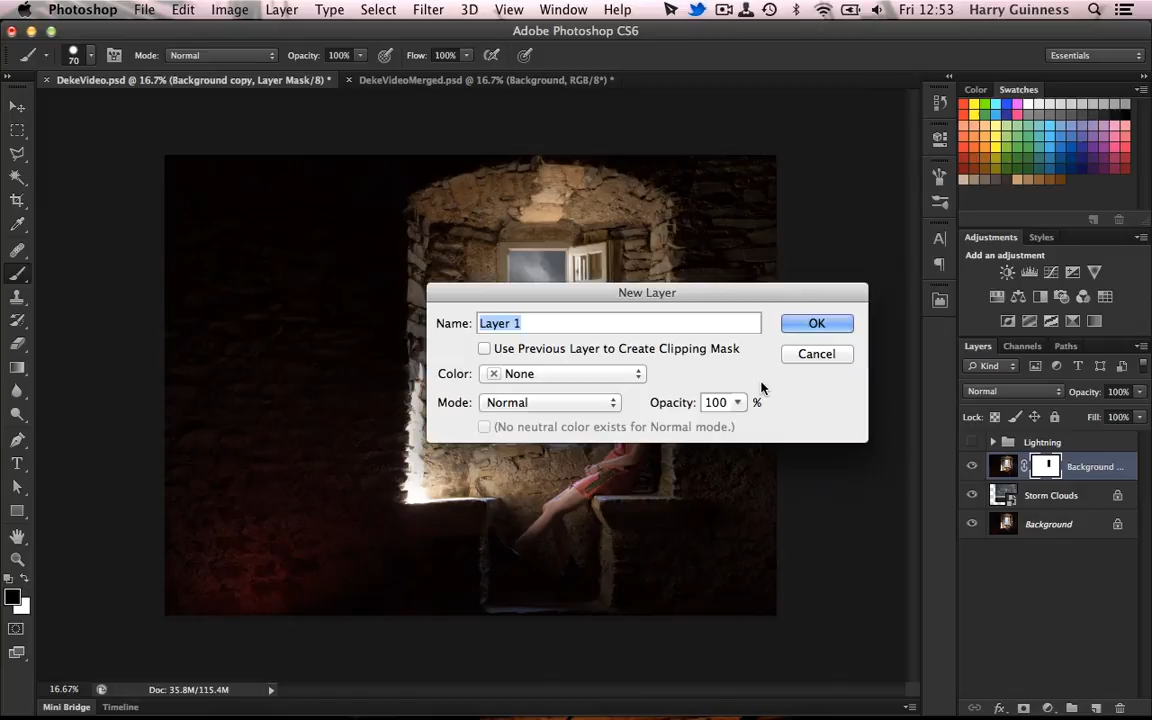 Photoshop File Edit Image Layer Type Select Filter 3D View Window Help Fri 12:53 Harry Guinness
Adobe Photoshop CS6
70 Mode: Normal Opacity: 100% Flow: 100% Essentials
DekeVideo.psd @ 16.7% (Background copy, Layer Mask/8) * DekeVideoMerged.psd @ 16.7% (Background, RGB/8*) *
Color Swatches
New Layer
Name: Layer 1 OK
Use Previous Layer to Create Clipping Mask Cancel
Color: None
Mode: Normal Opacity: 100 %
(No neutral color exists for Normal mode.)
Adjustments Styles
Add an adjustment
Layers Channels Paths
Kind T
Normal Opacity: 100%
Lock: Fill: 100%
Lightning
Background ...
Storm Clouds
Background
16.67% Doc: 35.8M/115.4M
fx
Mini Bridge Timeline